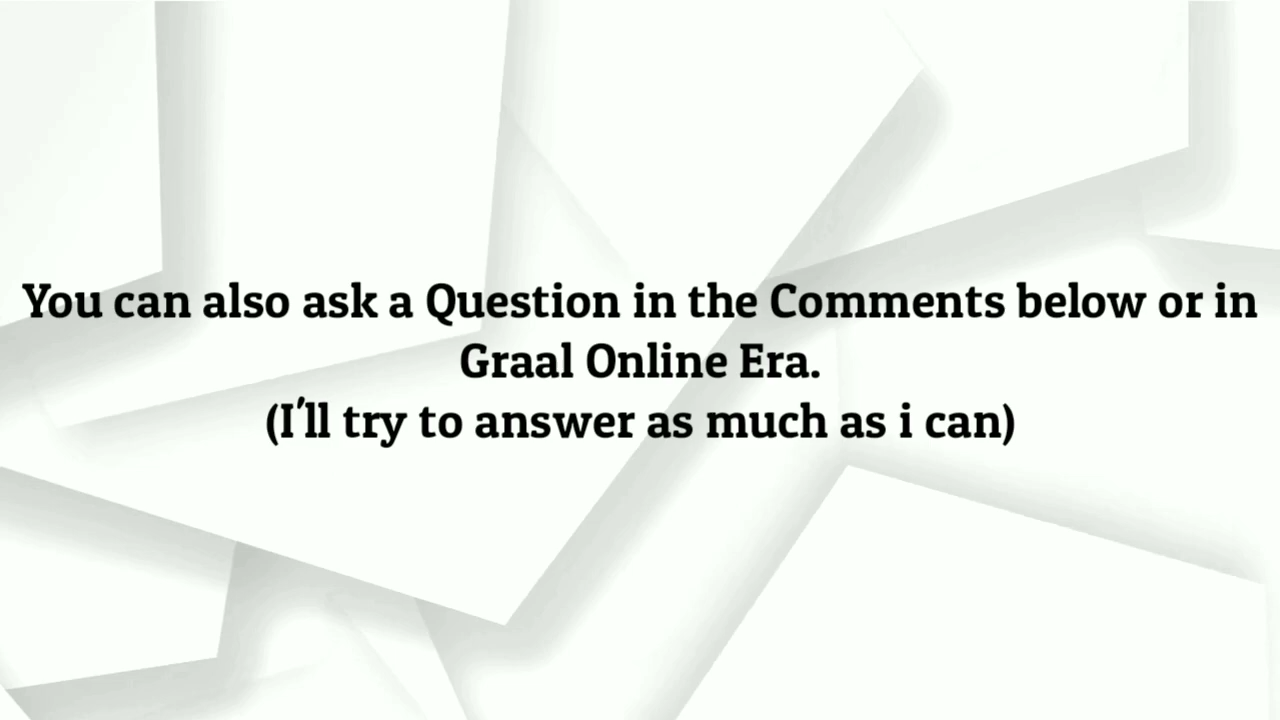 You can also ask a Question in the Comments below or in
Graal Online Era.
(I'll try to answer as much as i can)